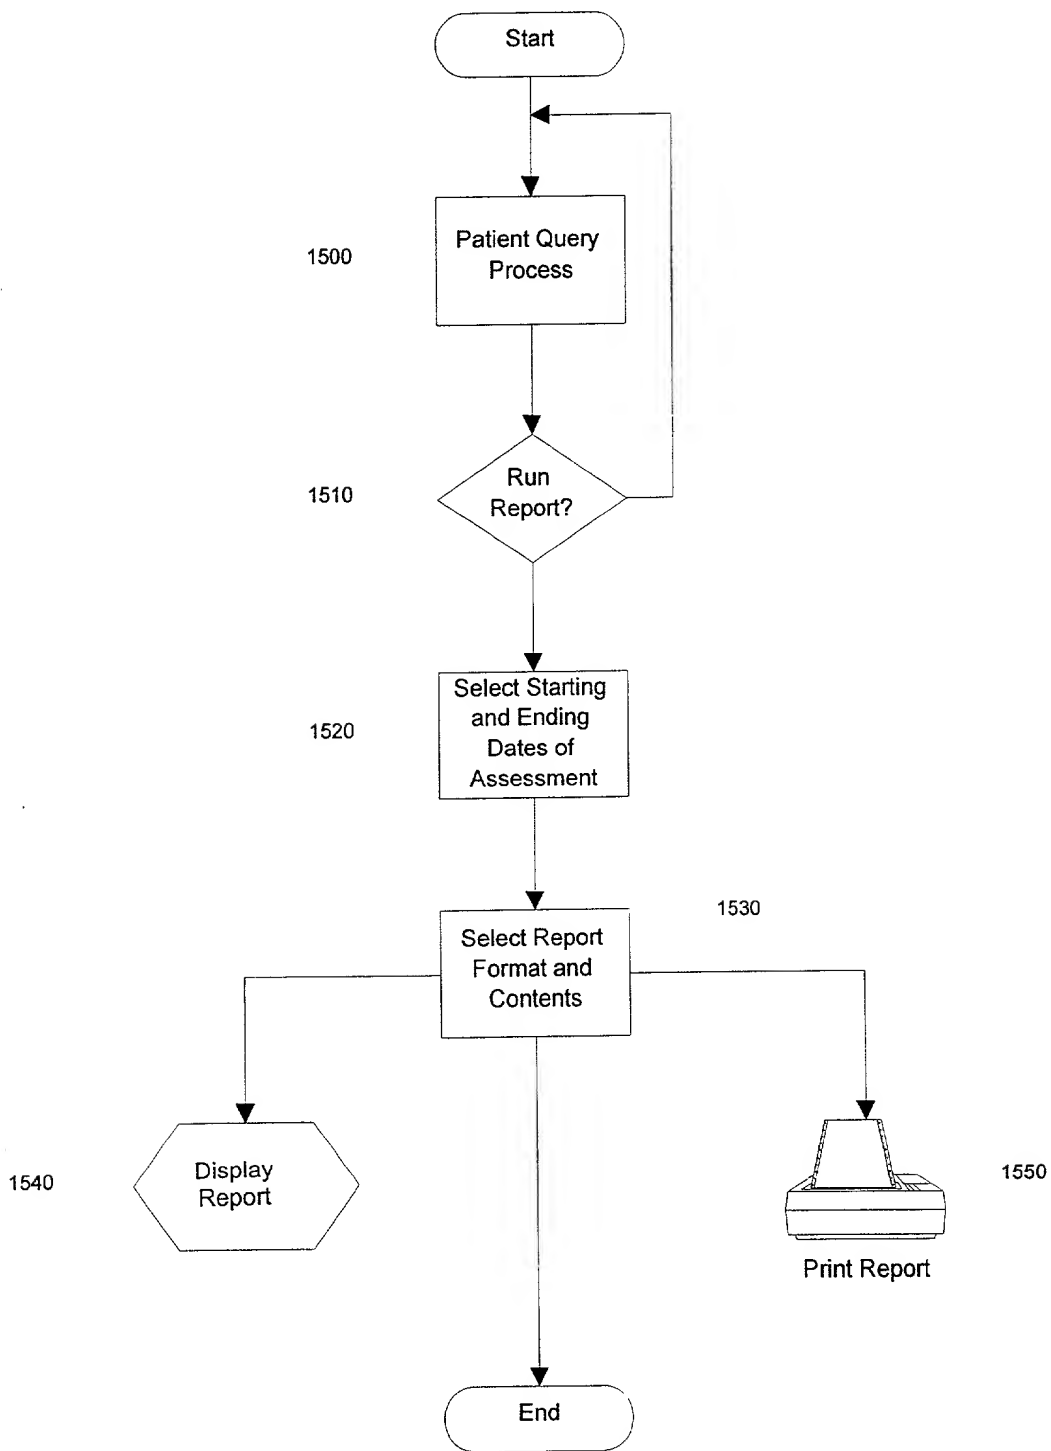 Start
1500
Patient Query
Process
1510
Run
Report?
1520
Select Starting
and Ending
Dates of
Assessment
1530
Select Report
Format and
Contents
1540
Display
Report
1550
Print Report
End